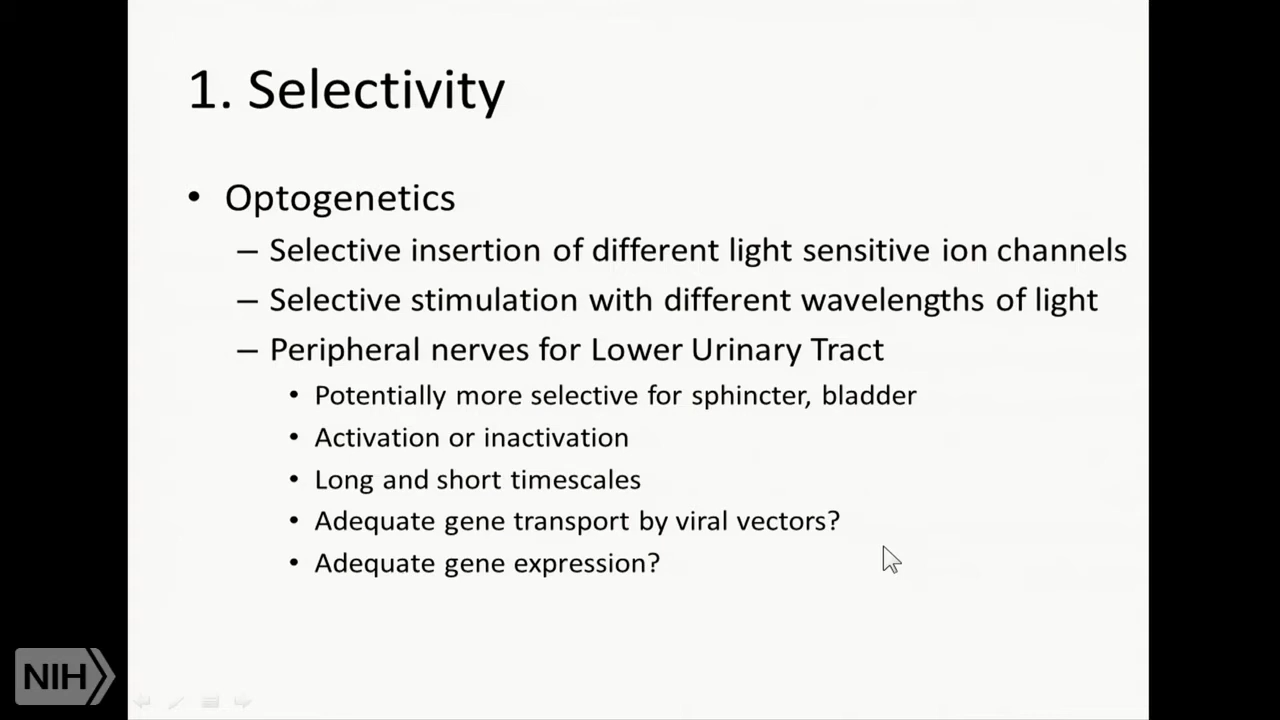 1. Selectivity
• Optogenetics
– Selective insertion of different light sensitive ion channels
– Selective stimulation with different wavelengths of light
– Peripheral nerves for Lower Urinary Tract
• Potentially more selective for sphincter, bladder
• Activation or inactivation
• Long and short timescales
• Adequate gene transport by viral vectors?
• Adequate gene expression?
NIH